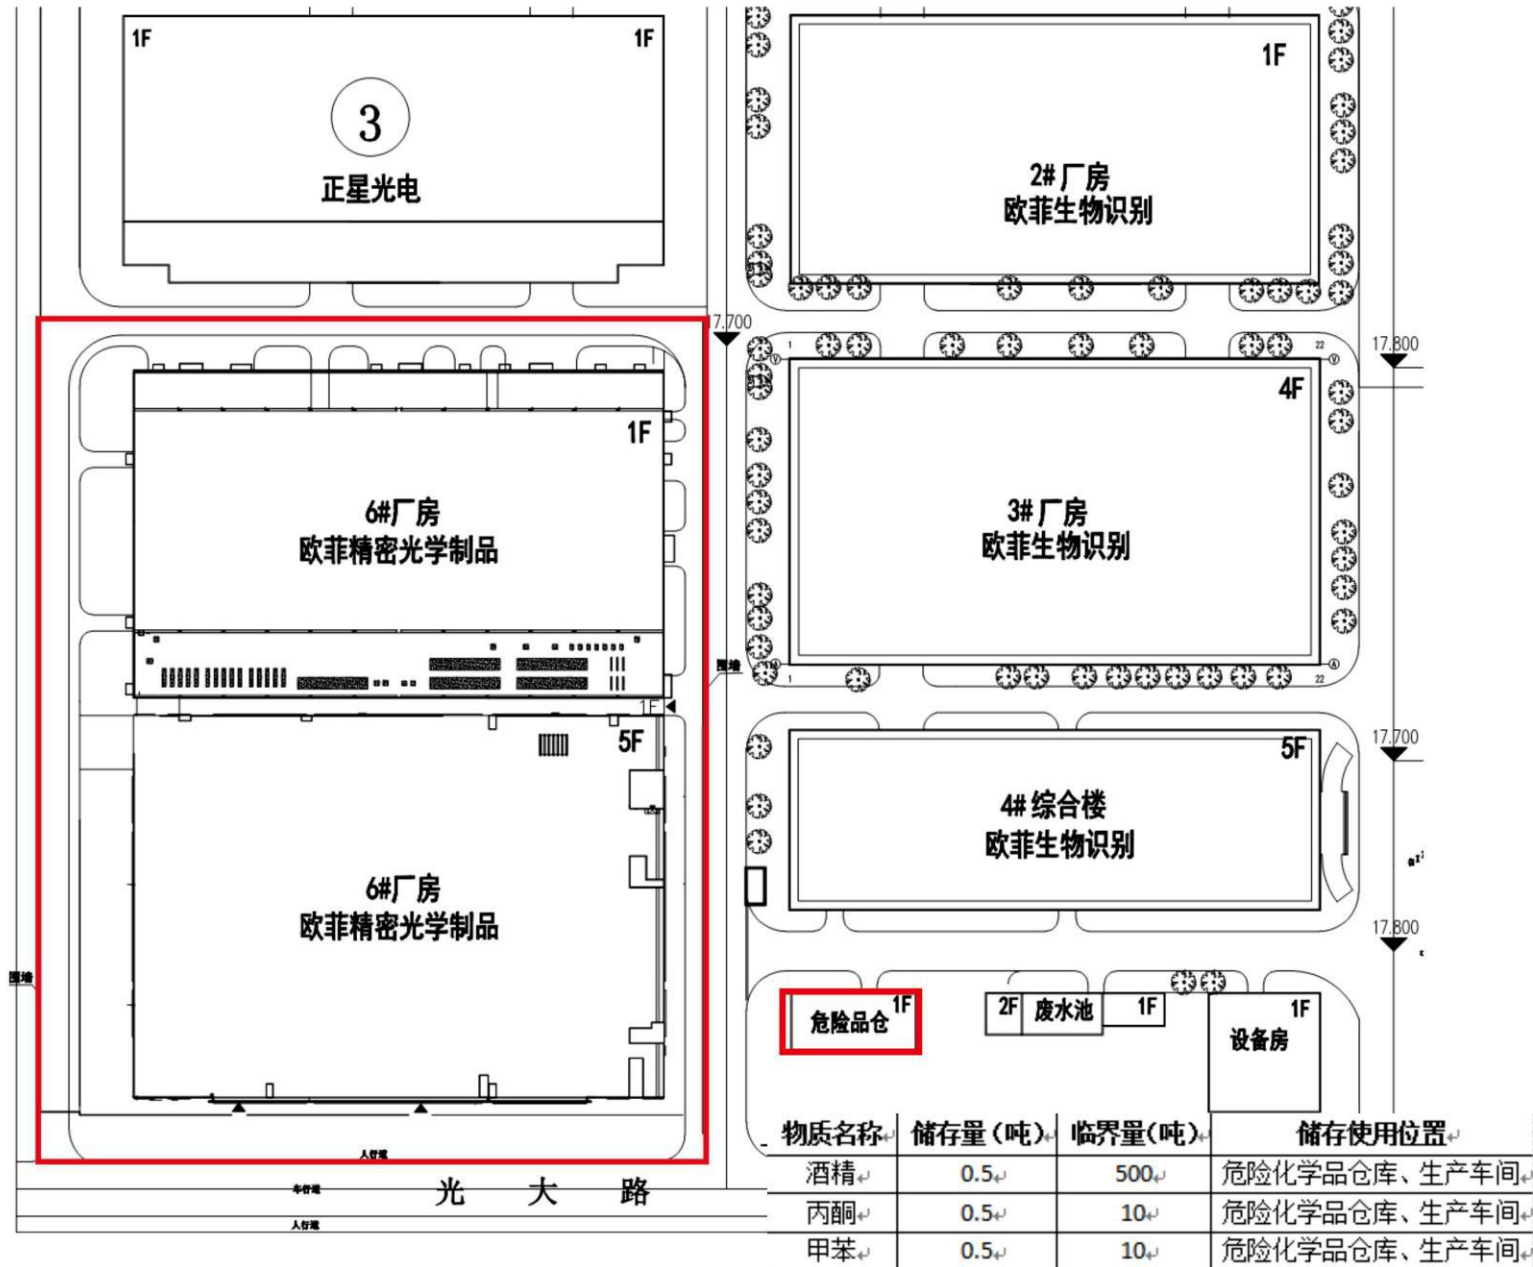 1F
1F
3
正星光电
1F
2# 厂房
欧菲生物识别
17.700
17.800
1
22
4F
1F
6#厂房
欧菲精密光学制品
3# 厂房
欧菲生物识别
围墙
A
1
22
A
1F
5F
5F
17.700
4# 综合楼
欧菲生物识别
6#厂房
欧菲精密光学制品
17.800
围墙
危险品仓
1F
2F
废水池
1F
1F
设备房
人行道
车行道
光 大 路
人行道
物质名称 储存量(吨) 临界量(吨) 储存使用位置
酒精 0.5 500 危险化学品仓库、生产车间
丙酮 0.5 10 危险化学品仓库、生产车间
甲苯 0.5 10 危险化学品仓库、生产车间